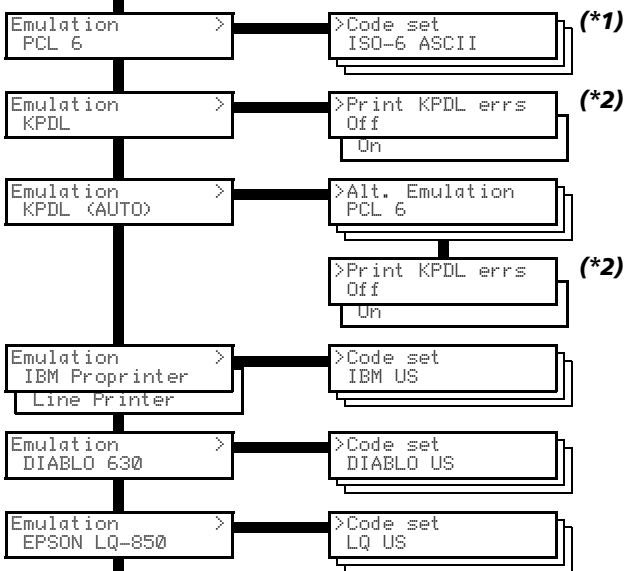 Emulation >
PCL 6
>Code set
ISO-6 ASCII
(*1)
Emulation >
KPDL
>Print KPDL errs
Off
On
(*2)
Emulation >
KPDL (AUTO)
>Alt. Emulation
PCL 6
>Print KPDL errs
Off
On
(*2)
Emulation >
IBM Proprinter
Line Printer
>Code set
IBM US
Emulation >
DIABLO 630
>Code set
DIABLO US
Emulation >
EPSON LQ-850
>Code set
LQ US